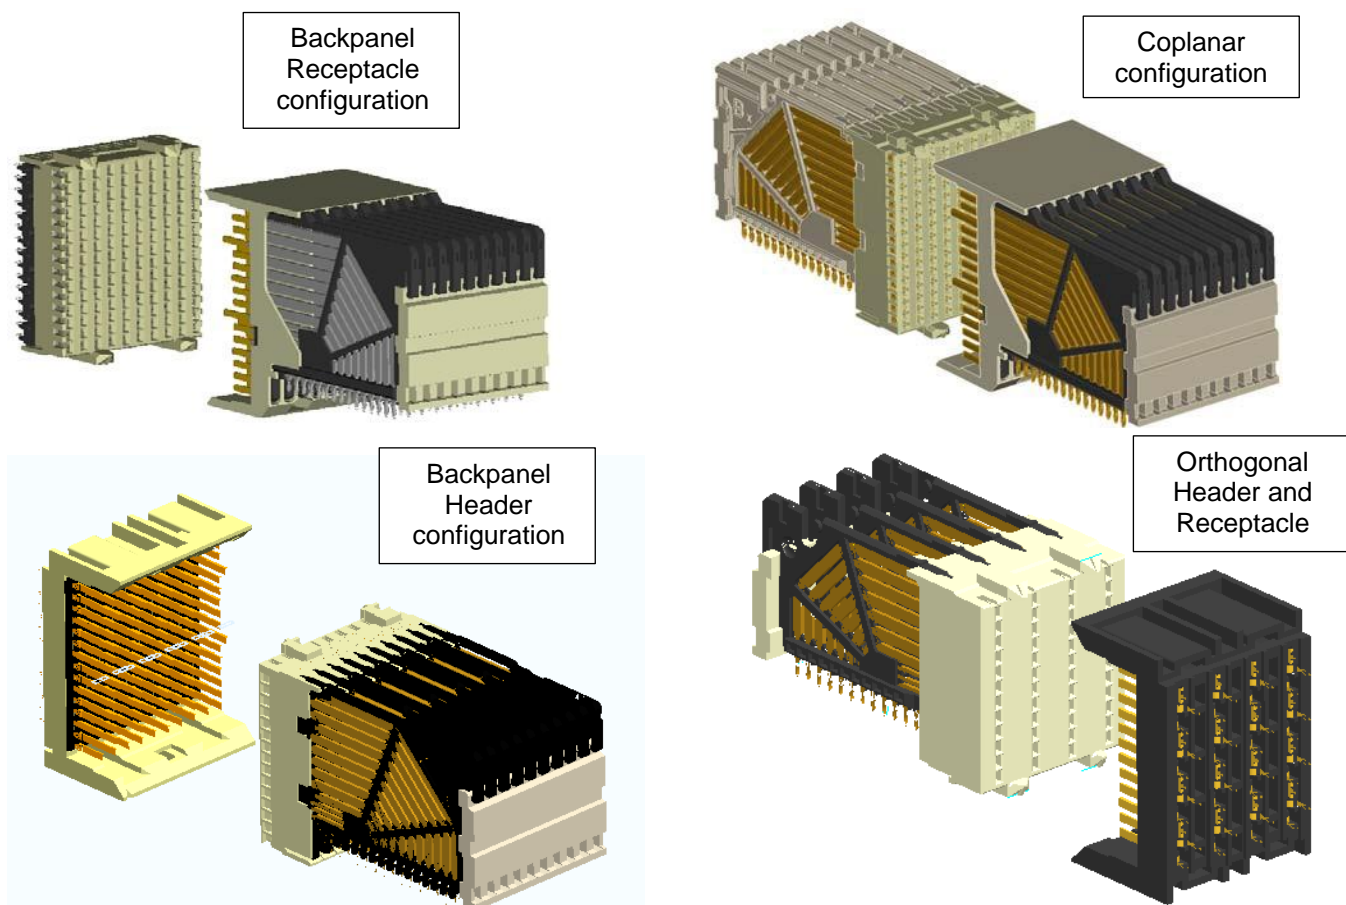 Backpanel
Receptacle
configuration
Coplanar
configuration
Backpanel
Header
configuration
Orthogonal
Header and
Receptacle